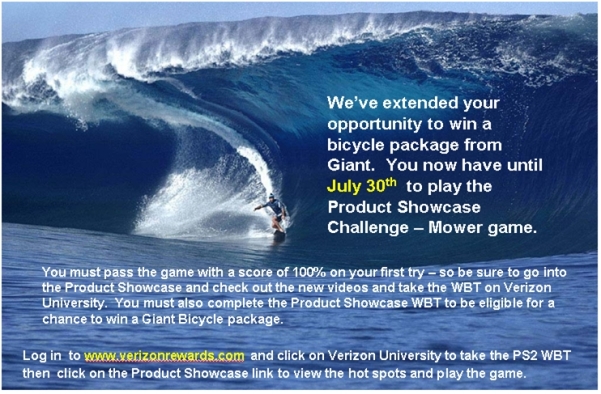 We've extended your
opportunity to win a
bicycle package from
Giant.  You now have until
July 30th  to play the
Product Showcase
Challenge – Mower game.
You must pass the game with a score of 100% on your first try – so be sure to go into
the Product Showcase and check out the new videos and take the WBT on Verizon
University.  You must also complete the Product Showcase WBT to be eligible for a
chance to win a Giant Bicycle package.
Log in  to www.verizonrewards.com  and click on Verizon University to take the PS2 WBT
then  click on the Product Showcase link to view the hot spots and play the game.